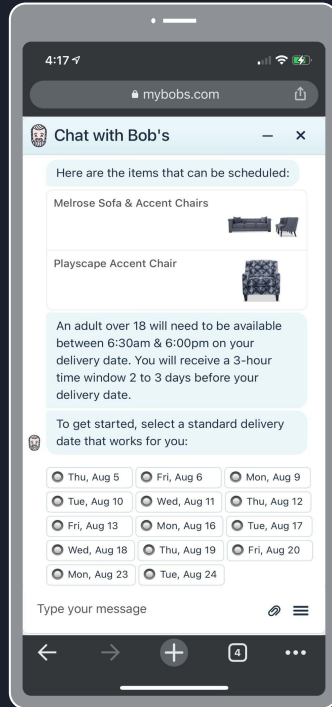 4:17
mybobs.com
Chat with Bob's
Here are the items that can be scheduled:
Melrose Sofa & Accent Chairs
Playscape Accent Chair
An adult over 18 will need to be available
between 6:30am & 6:00pm on your
delivery date. You will receive a 3-hour
time window 2 to 3 days before your
delivery date.
To get started, select a standard delivery
date that works for you:
Thu, Aug 5 Fri, Aug 6 Mon, Aug 9
Tue, Aug 10 Wed, Aug 11 Thu, Aug 12
Fri, Aug 13 Mon, Aug 16 Tue, Aug 17
Wed, Aug 18 Thu, Aug 19 Fri, Aug 20
Mon, Aug 23 Tue, Aug 24
Type your message
4